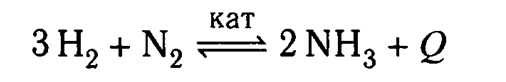 3 H₂ + N₂ ⇌ 2 NH₃ + Q
кат